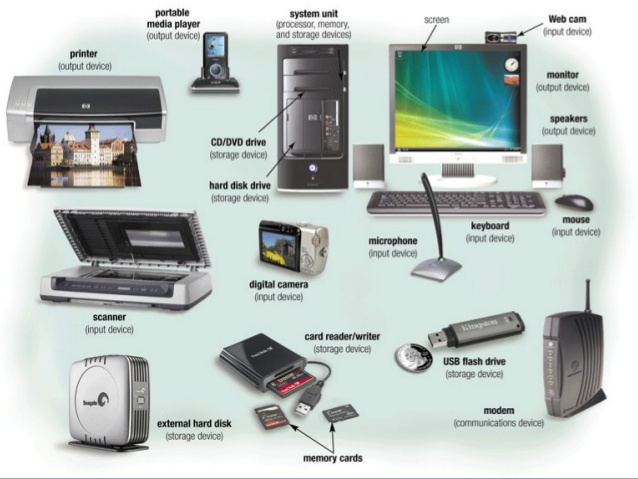 portable
media player
(output device)
system unit
(processor, memory,
and storage devices)
screen
Web cam
(input device)
printer
(output device)
monitor
(output device)
speakers
(output device)
CD/DVD drive
(storage device)
hard disk drive
(storage device)
keyboard
(input device)
mouse
(input device)
microphone
(input device)
digital camera
(input device)
scanner
(input device)
card reader/writer
(storage device)
Kingston
USB flash drive
(storage device)
Seagate
modem
(communications device)
external hard disk
(storage device)
memory cards